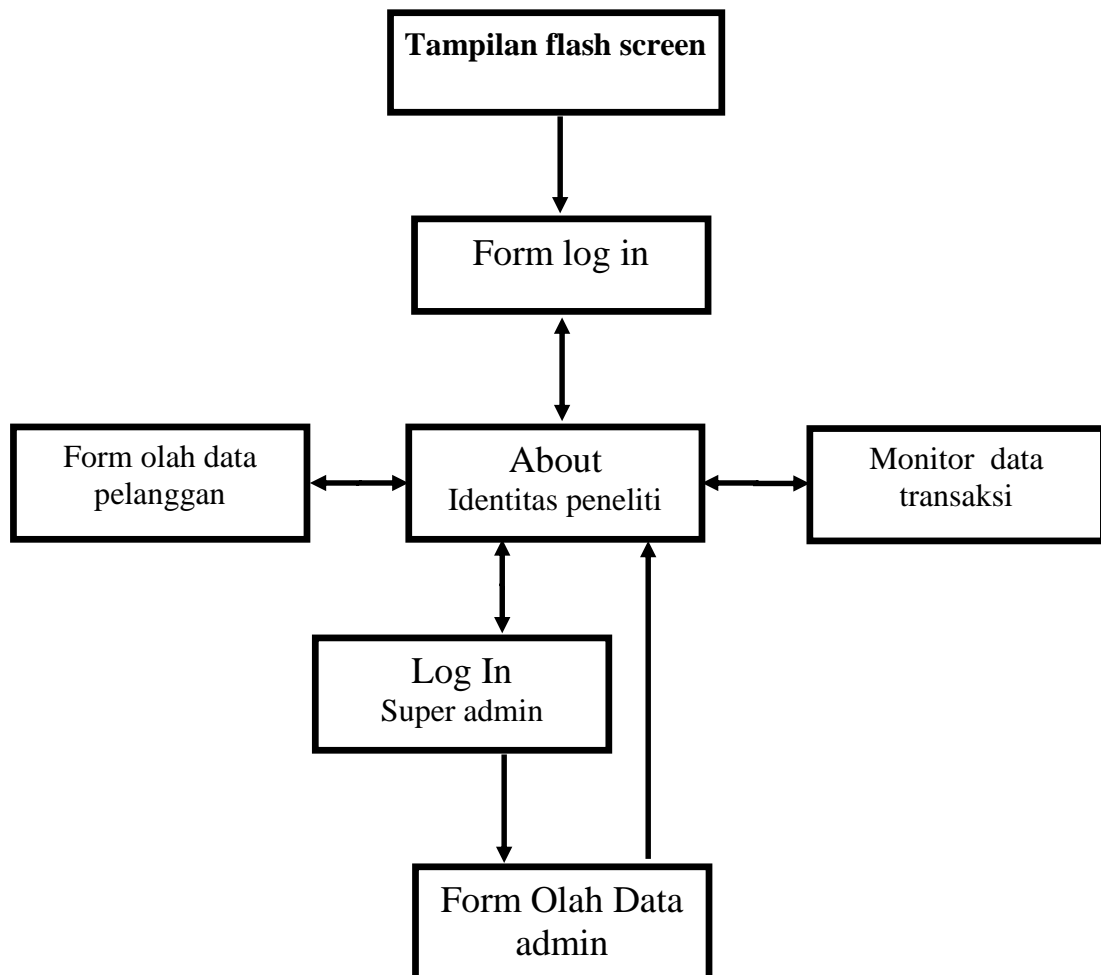 Tampilan flash screen
Form log in
Form olah data
pelanggan
About
Identitas peneliti
Monitor data
transaksi
Log In
Super admin
Form Olah Data
admin